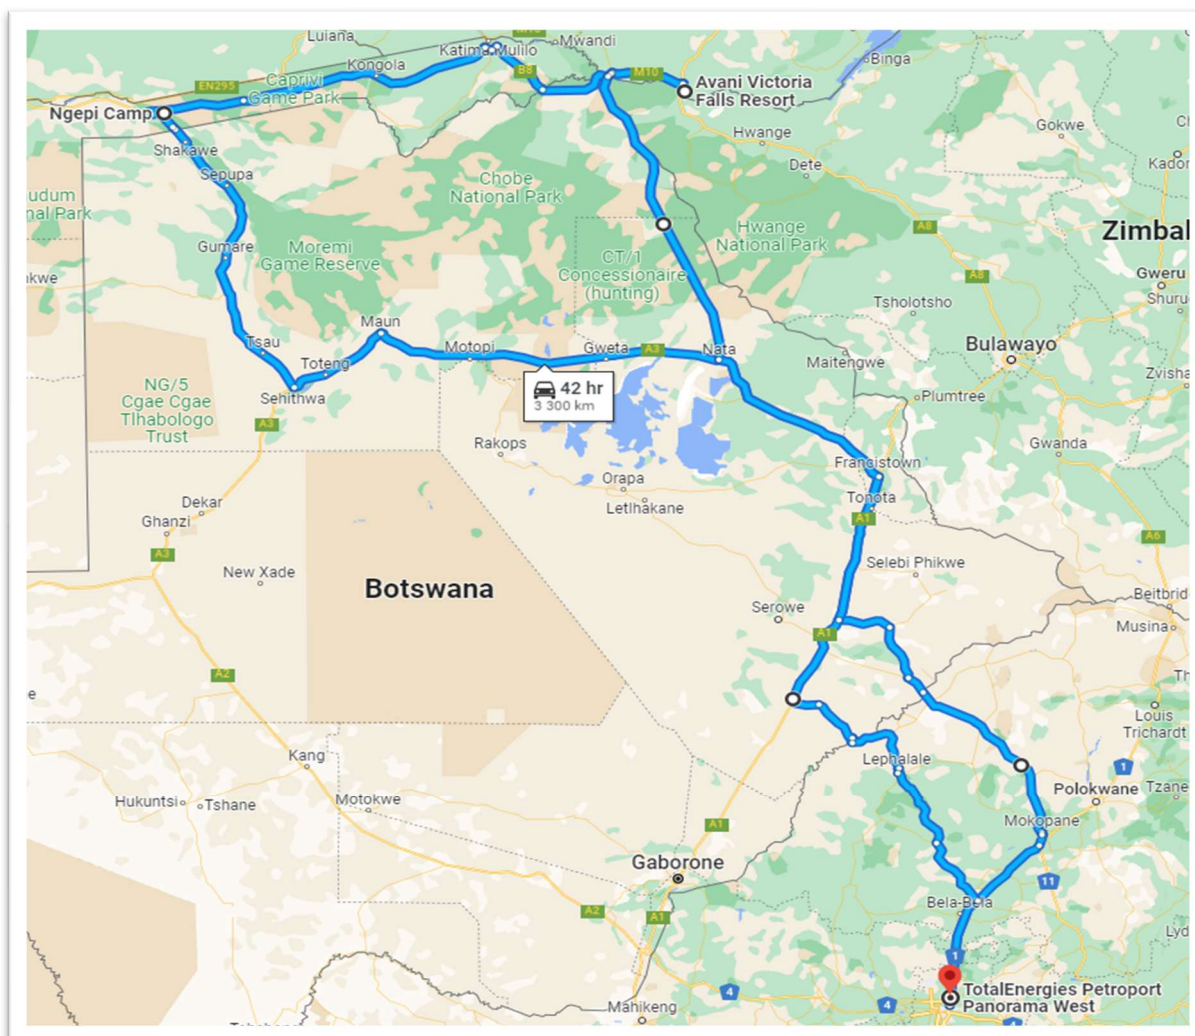 Luiana
Katima Mulilo
Mwandi
Binga
Kongola
B8
M10
EN295
Caprivi
Game Park
Avani Victoria
Falls Resort
Ngepi Camp
Shakawe
Hwange
Gokwe
Dete
Sepupa
Chobe
National Park
udum
nal Park
Kador
Gumare
Moremi
Game Reserve
Hwange
National Park
A8
Zimbal
CT/1
Concessionaire
(hunting)
nkwe
A8
Gweru
Shuru
Tsholotsho
Maun
Tsau
Toteng
Motopi
Gweta
A3
Nata
Maitengwe
Bulawayo
Zvisha
NG/5
Cgae Cgae
Tlhabologo
Trust
Sehithwa
42 hr
3 300 km
Plumtree
A3
Rakops
Gwanda
Francistown
Orapa
Letlhakane
Tonota
A1
Dekar
Ghanzi
A3
A6
New Xade
Selebi Phikwe
Botswana
Beitbrid
Serowe
Musina
A1
A2
Th
Louis
Trichardt
Kang
Lephalale
1
Hukuntsi
Tshane
Motokwe
Polokwane
Tzane
Mokopane
A1
Gaborone
11
Bela-Bela
A2
A1
Lyd
1
4
4
TotalEnergies Petroport
Panorama West
Mahikeng